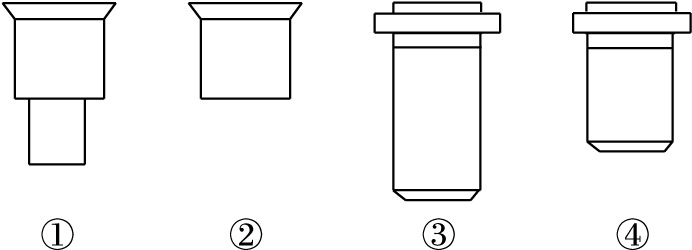 ① ② ③ ④